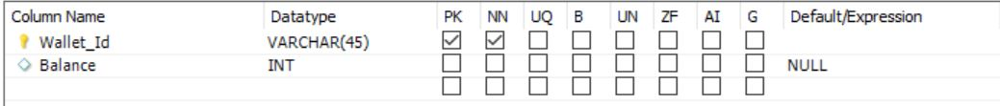 Column Name Datatype PK NN UQ B UN ZF AI G Default/Expression
Wallet_Id VARCHAR(45)
Balance INT NULL